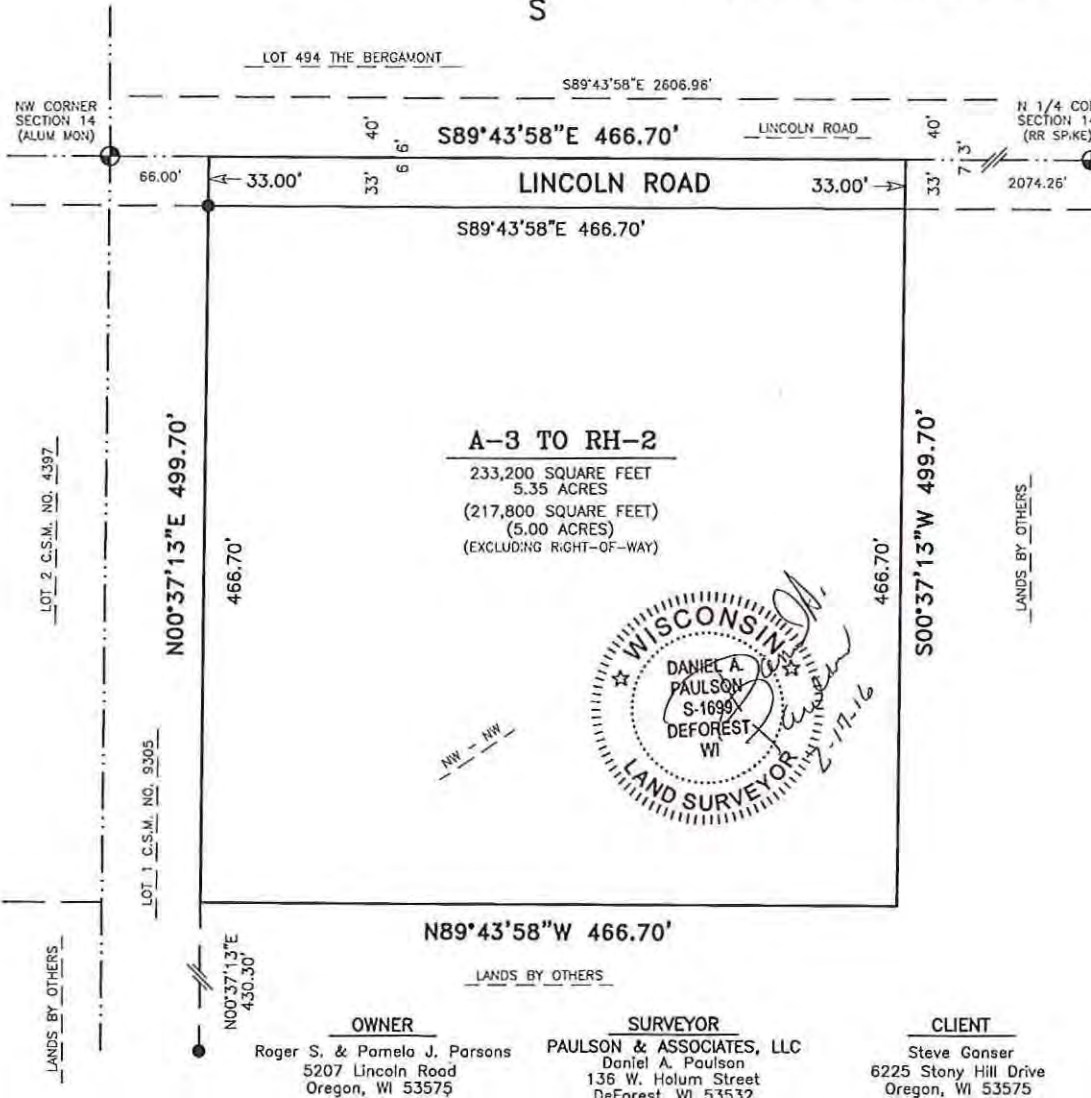 S
LOT 494 THE BERGAMONT
S89°43'58"E 2606.96'
NW CORNER
SECTION 14
(ALUM MON)
40'
6'
6'
33'
S89°43'58"E 466.70'
LINCOLN ROAD
40'
7.3'
33'
N 1/4 CO
SECTION 14
(RR SPIKE)
66.00'
33.00'
LINCOLN ROAD
33.00'
2074.26'
S89°43'58"E 466.70'
LOT 2 C.S.M. NO. 4397
N00°37'13"E 499.70'
466.70'
A-3 TO RH-2
233,200 SQUARE FEET
5.35 ACRES
(217,800 SQUARE FEET)
(5.00 ACRES)
(EXCLUDING RIGHT-OF-WAY)
466.70'
S00°37'13"W 499.70'
LANDS BY OTHERS
WISCONSIN
DANIEL A.
PAULSON
S-1699
DEFOREST
WI
LAND SURVEYOR
2-17-16
NW - NW
LOT 1 C.S.M. NO. 9305
N89°43'58"W 466.70'
LANDS BY OTHERS
LANDS BY OTHERS
N00°37'13"E
430.30'
OWNER
Roger S. & Pamela J. Parsons
5207 Lincoln Road
Oregon, WI 53575
SURVEYOR
PAULSON & ASSOCIATES, LLC
Daniel A. Paulson
136 W. Holum Street
DeForest, WI 53532
CLIENT
Steve Gonser
6225 Stony Hill Drive
Oregon, WI 53575